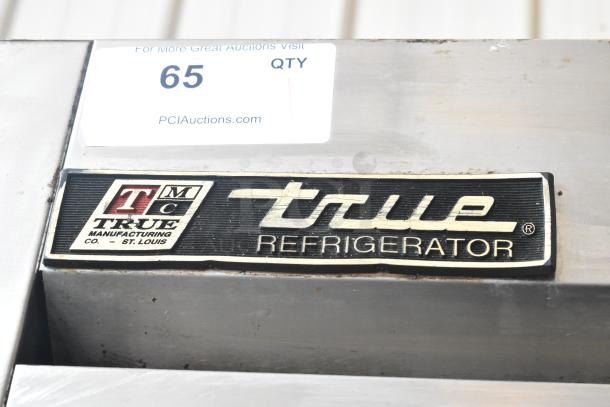 For More Great Auctions Visit
65
QTY
PCIAuctions.com
T M
C
TRUE
MANUFACTURING
CO. - ST. LOUIS
true®
REFRIGERATOR